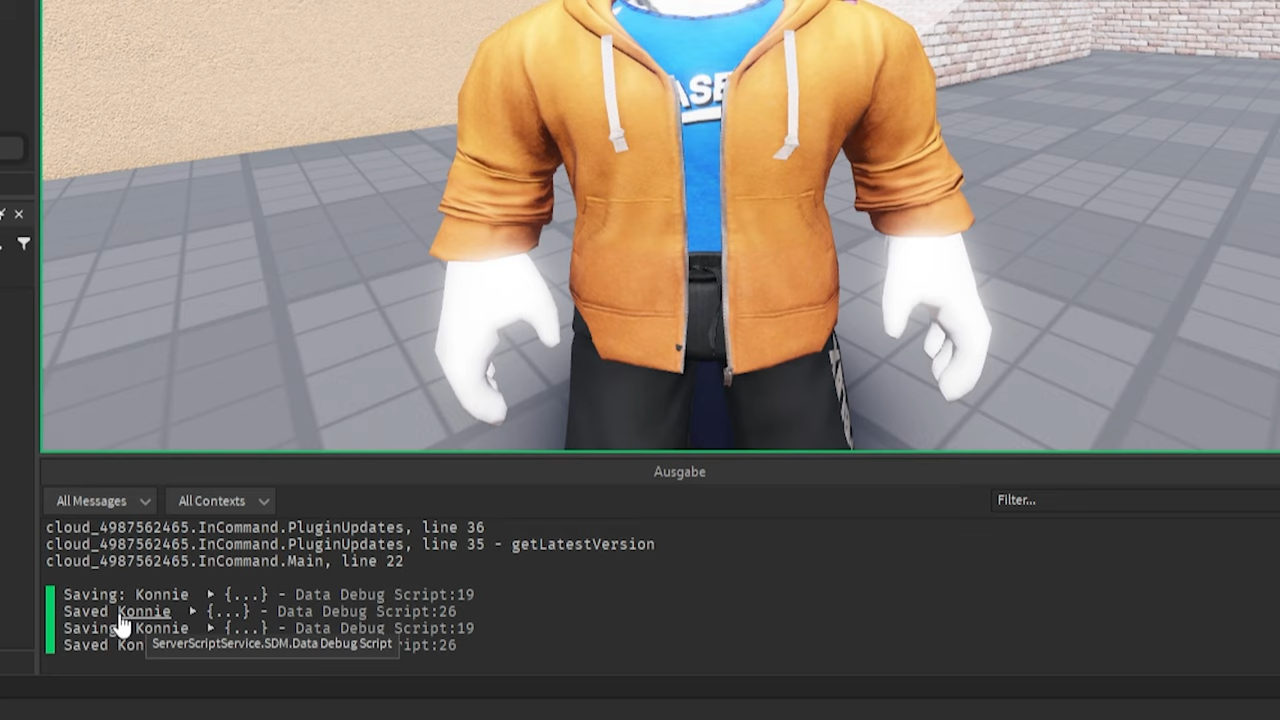 ASE
Ausgabe
All Messages
All Contexts
Filter...
cloud_4987562465.InCommand.PluginUpdates, line 36
cloud_4987562465.InCommand.PluginUpdates, line 35 - getLatestVersion
cloud_4987562465.InCommand.Main, line 22
Saving: Konnie ▶ {...} - Data Debug Script:19
Saved Konnie ▶ {...} - Data Debug Script:26
Saving: Konnie ▶ {...} - Data Debug Script:19
Saved Kon ript:26
ServerScriptService.SDM.Data Debug Script